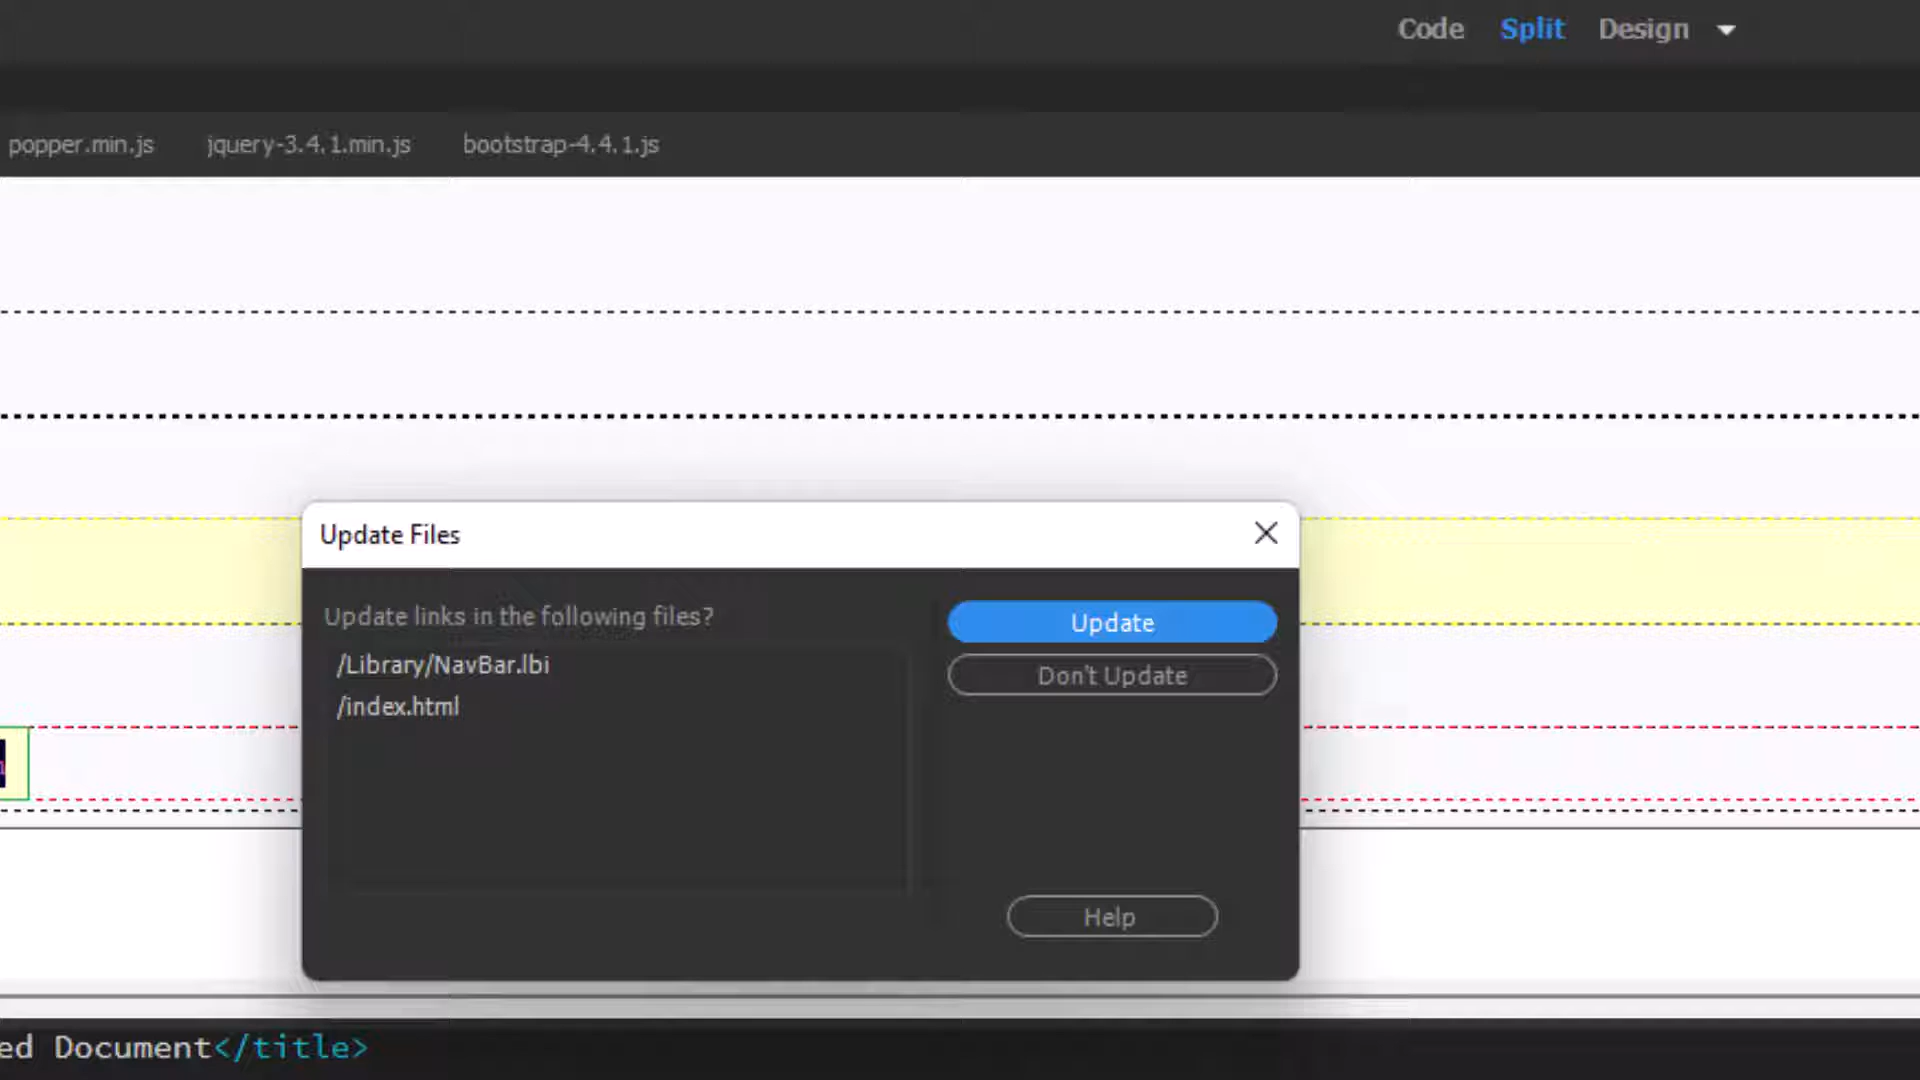 Code Split Design
popper.min.js jquery-3.4.1.min.js bootstrap-4.4.1.js
Update Files
Update links in the following files?
Update
/Library/NavBar.lbi
Don't Update
/index.html
Help
ed Document</title>